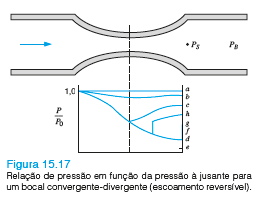 P_S P_B
1,0
P/P_0
a
b
c
h
g
f
d
e
Figura 15.17
Relação de pressão em função da pressão à jusante para
um bocal convergente-divergente (escoamento reversível).